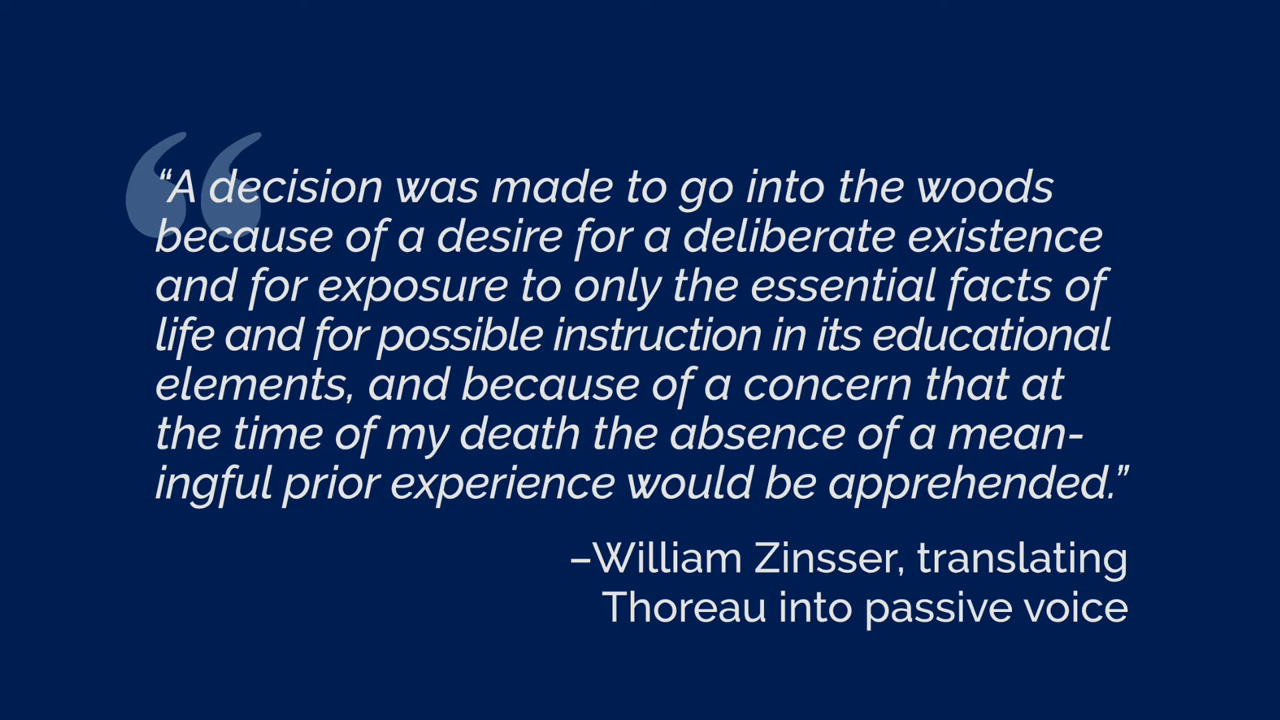 “A decision was made to go into the woods
because of a desire for a deliberate existence
and for exposure to only the essential facts of
life and for possible instruction in its educational
elements, and because of a concern that at
the time of my death the absence of a mean-
ingful prior experience would be apprehended.”
–William Zinsser, translating
Thoreau into passive voice